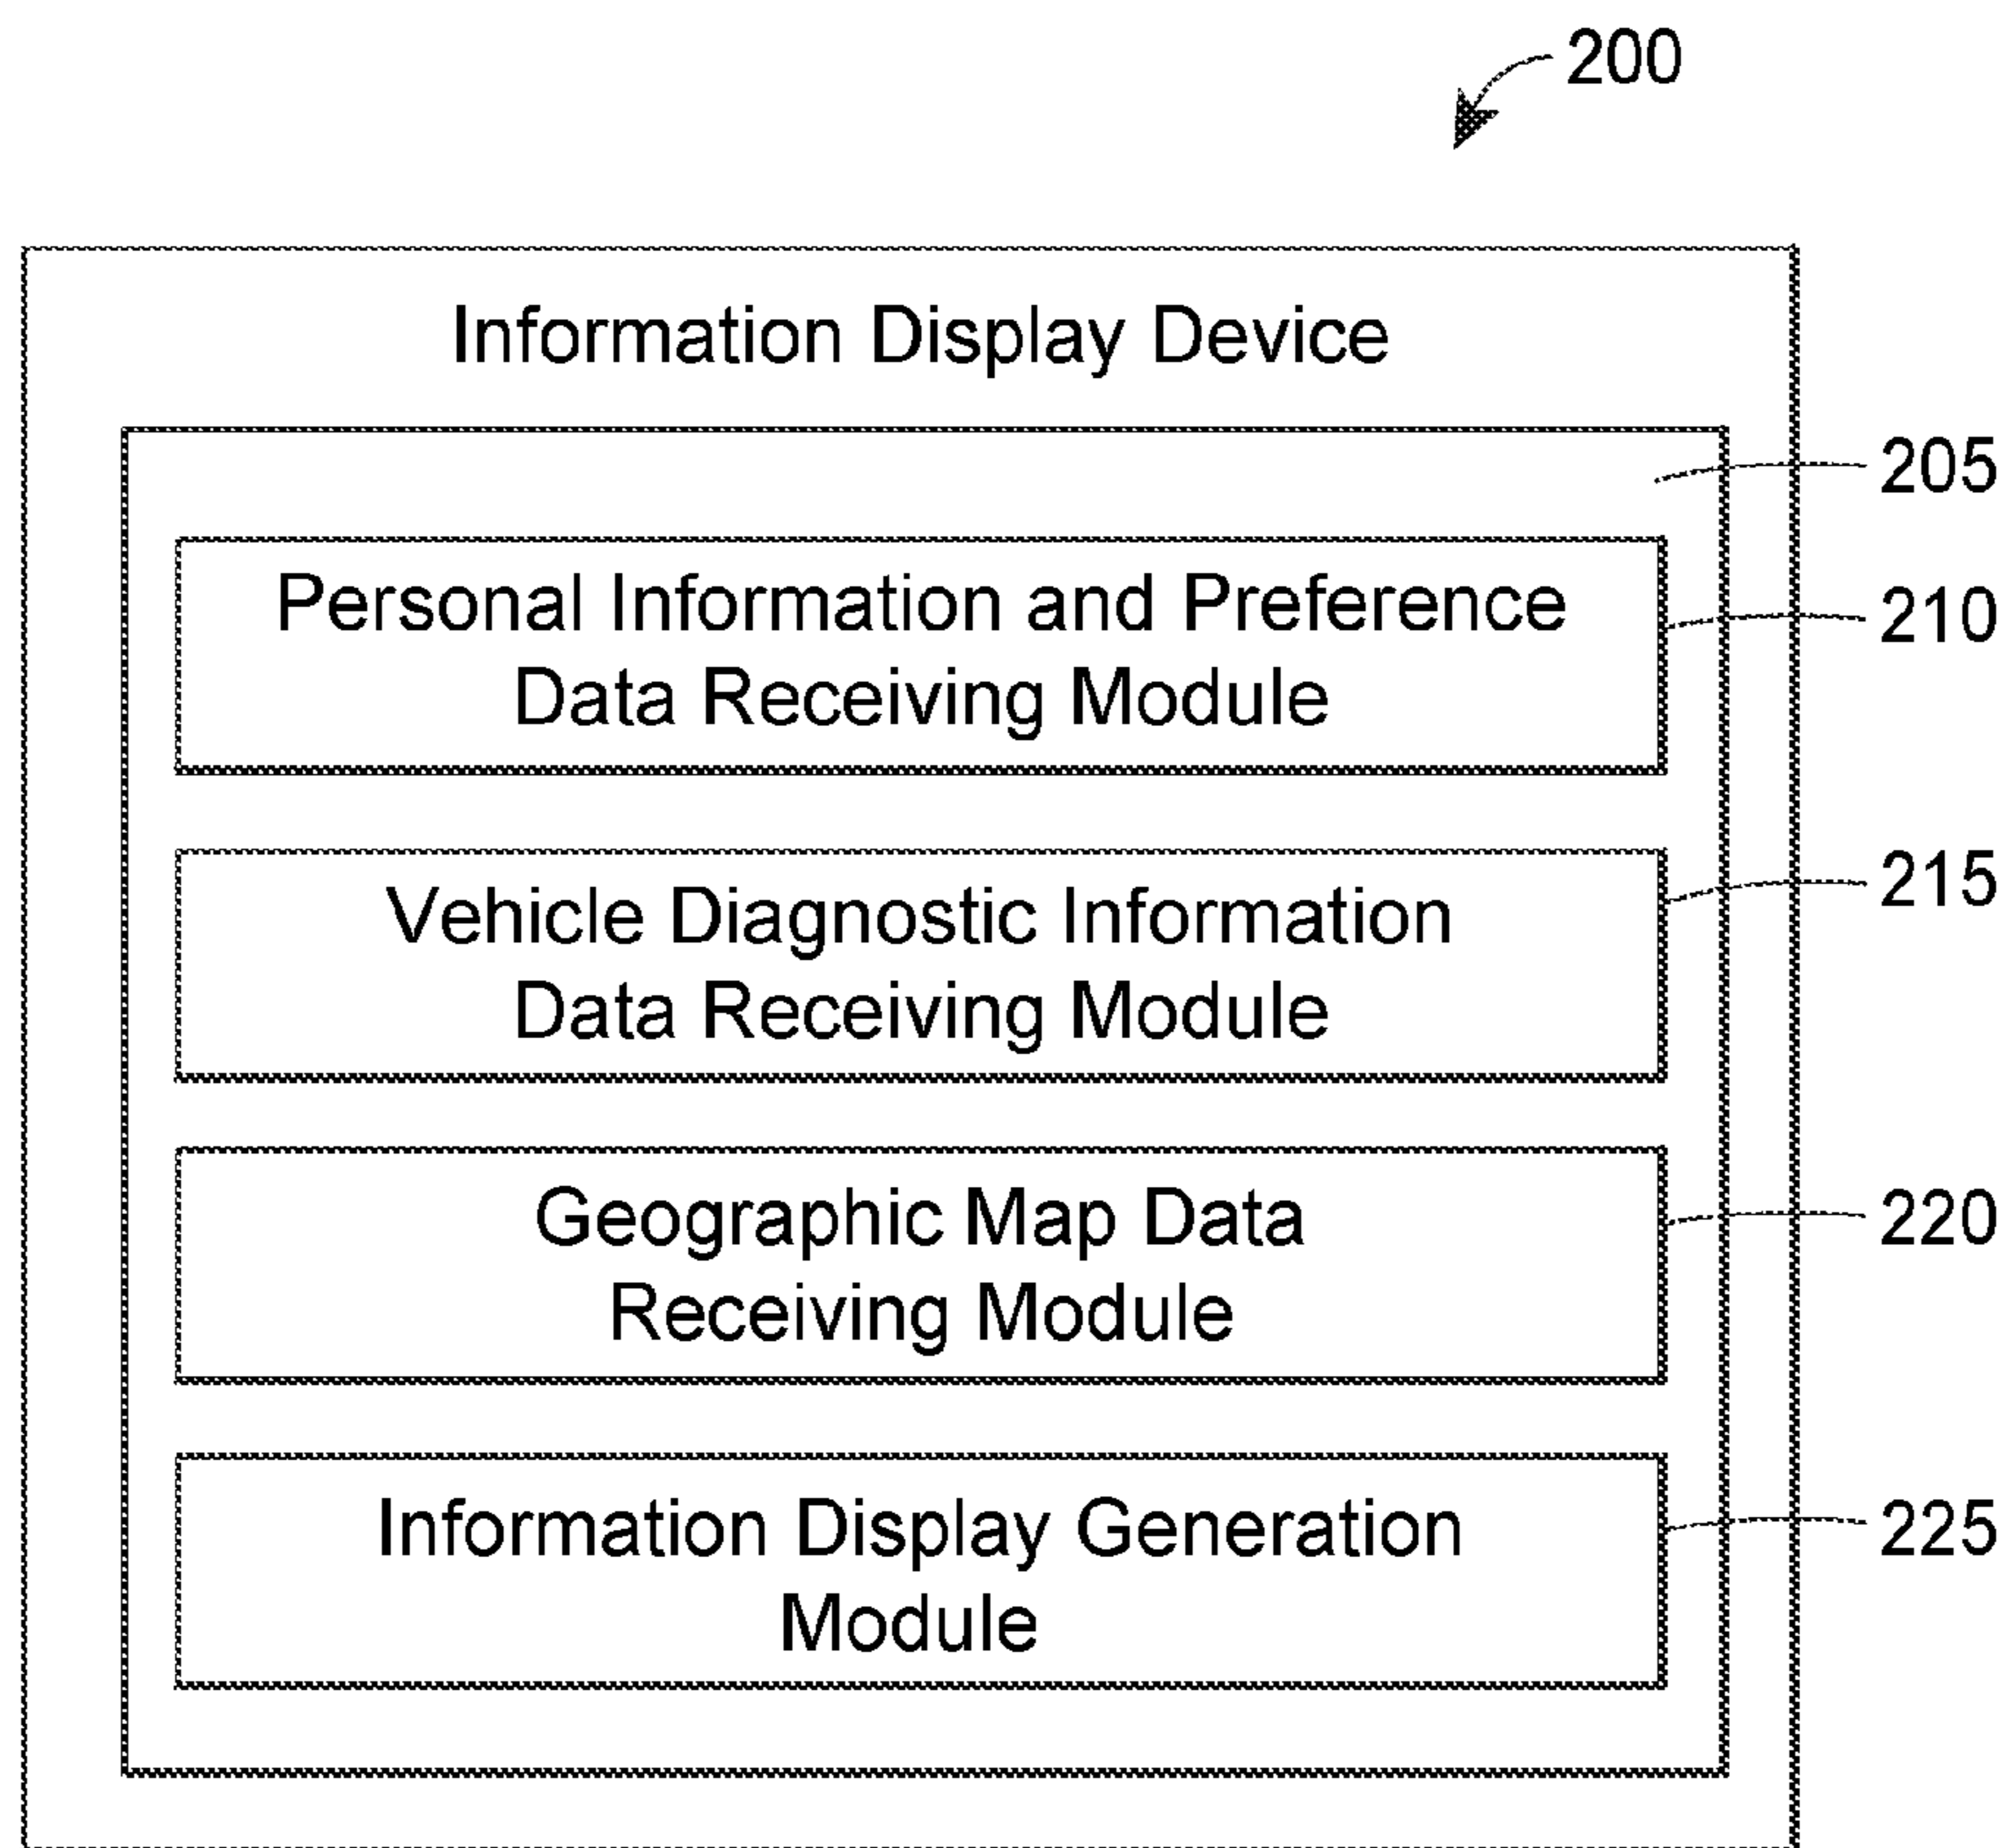 200
Information Display Device
205
Personal Information and Preference
Data Receiving Module
210
Vehicle Diagnostic Information
Data Receiving Module
215
Geographic Map Data
Receiving Module
220
Information Display Generation
Module
225